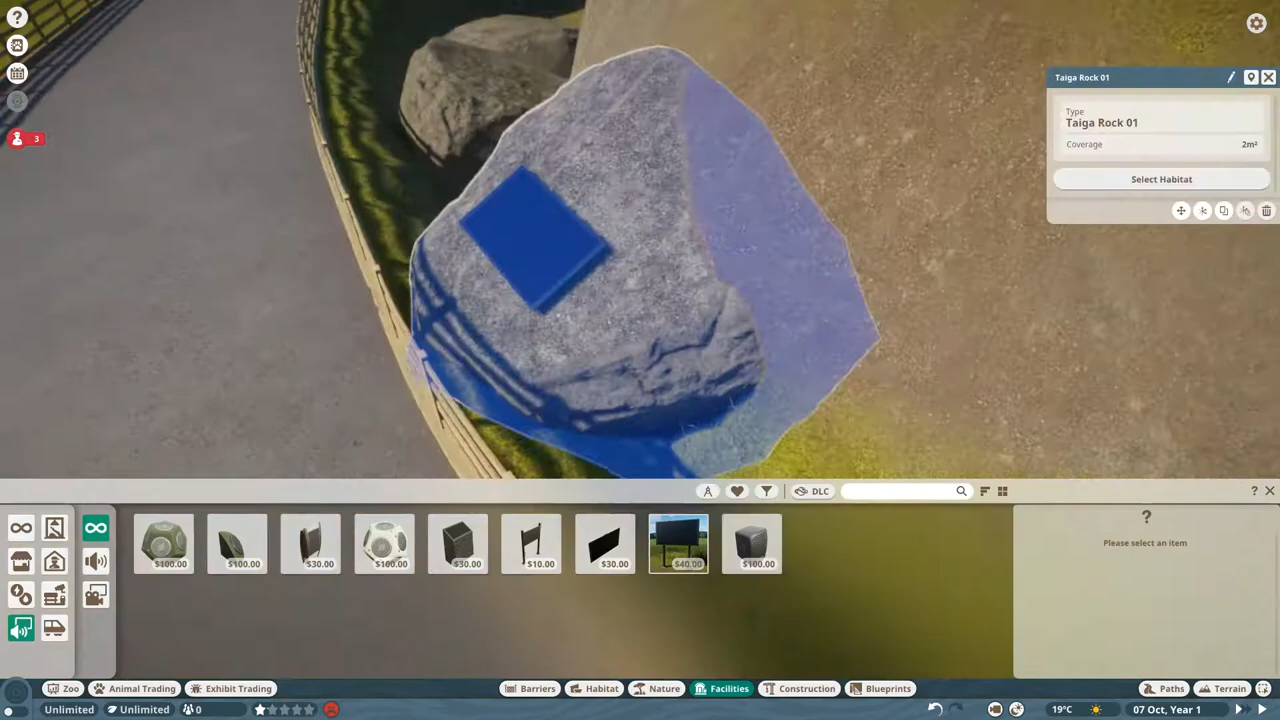 ?
3
Taiga Rock 01
Type
Taiga Rock 01
Coverage 2m²
Select Habitat
DLC
?
$100.00 $100.00 $30.00 $100.00 $30.00 $10.00 $30.00 $40.00 $100.00
?
Please select an item
Zoo Animal Trading Exhibit Trading Barriers Habitat Nature Facilities Construction Blueprints Paths Terrain
Unlimited Unlimited 0 19°C 07 Oct, Year 1